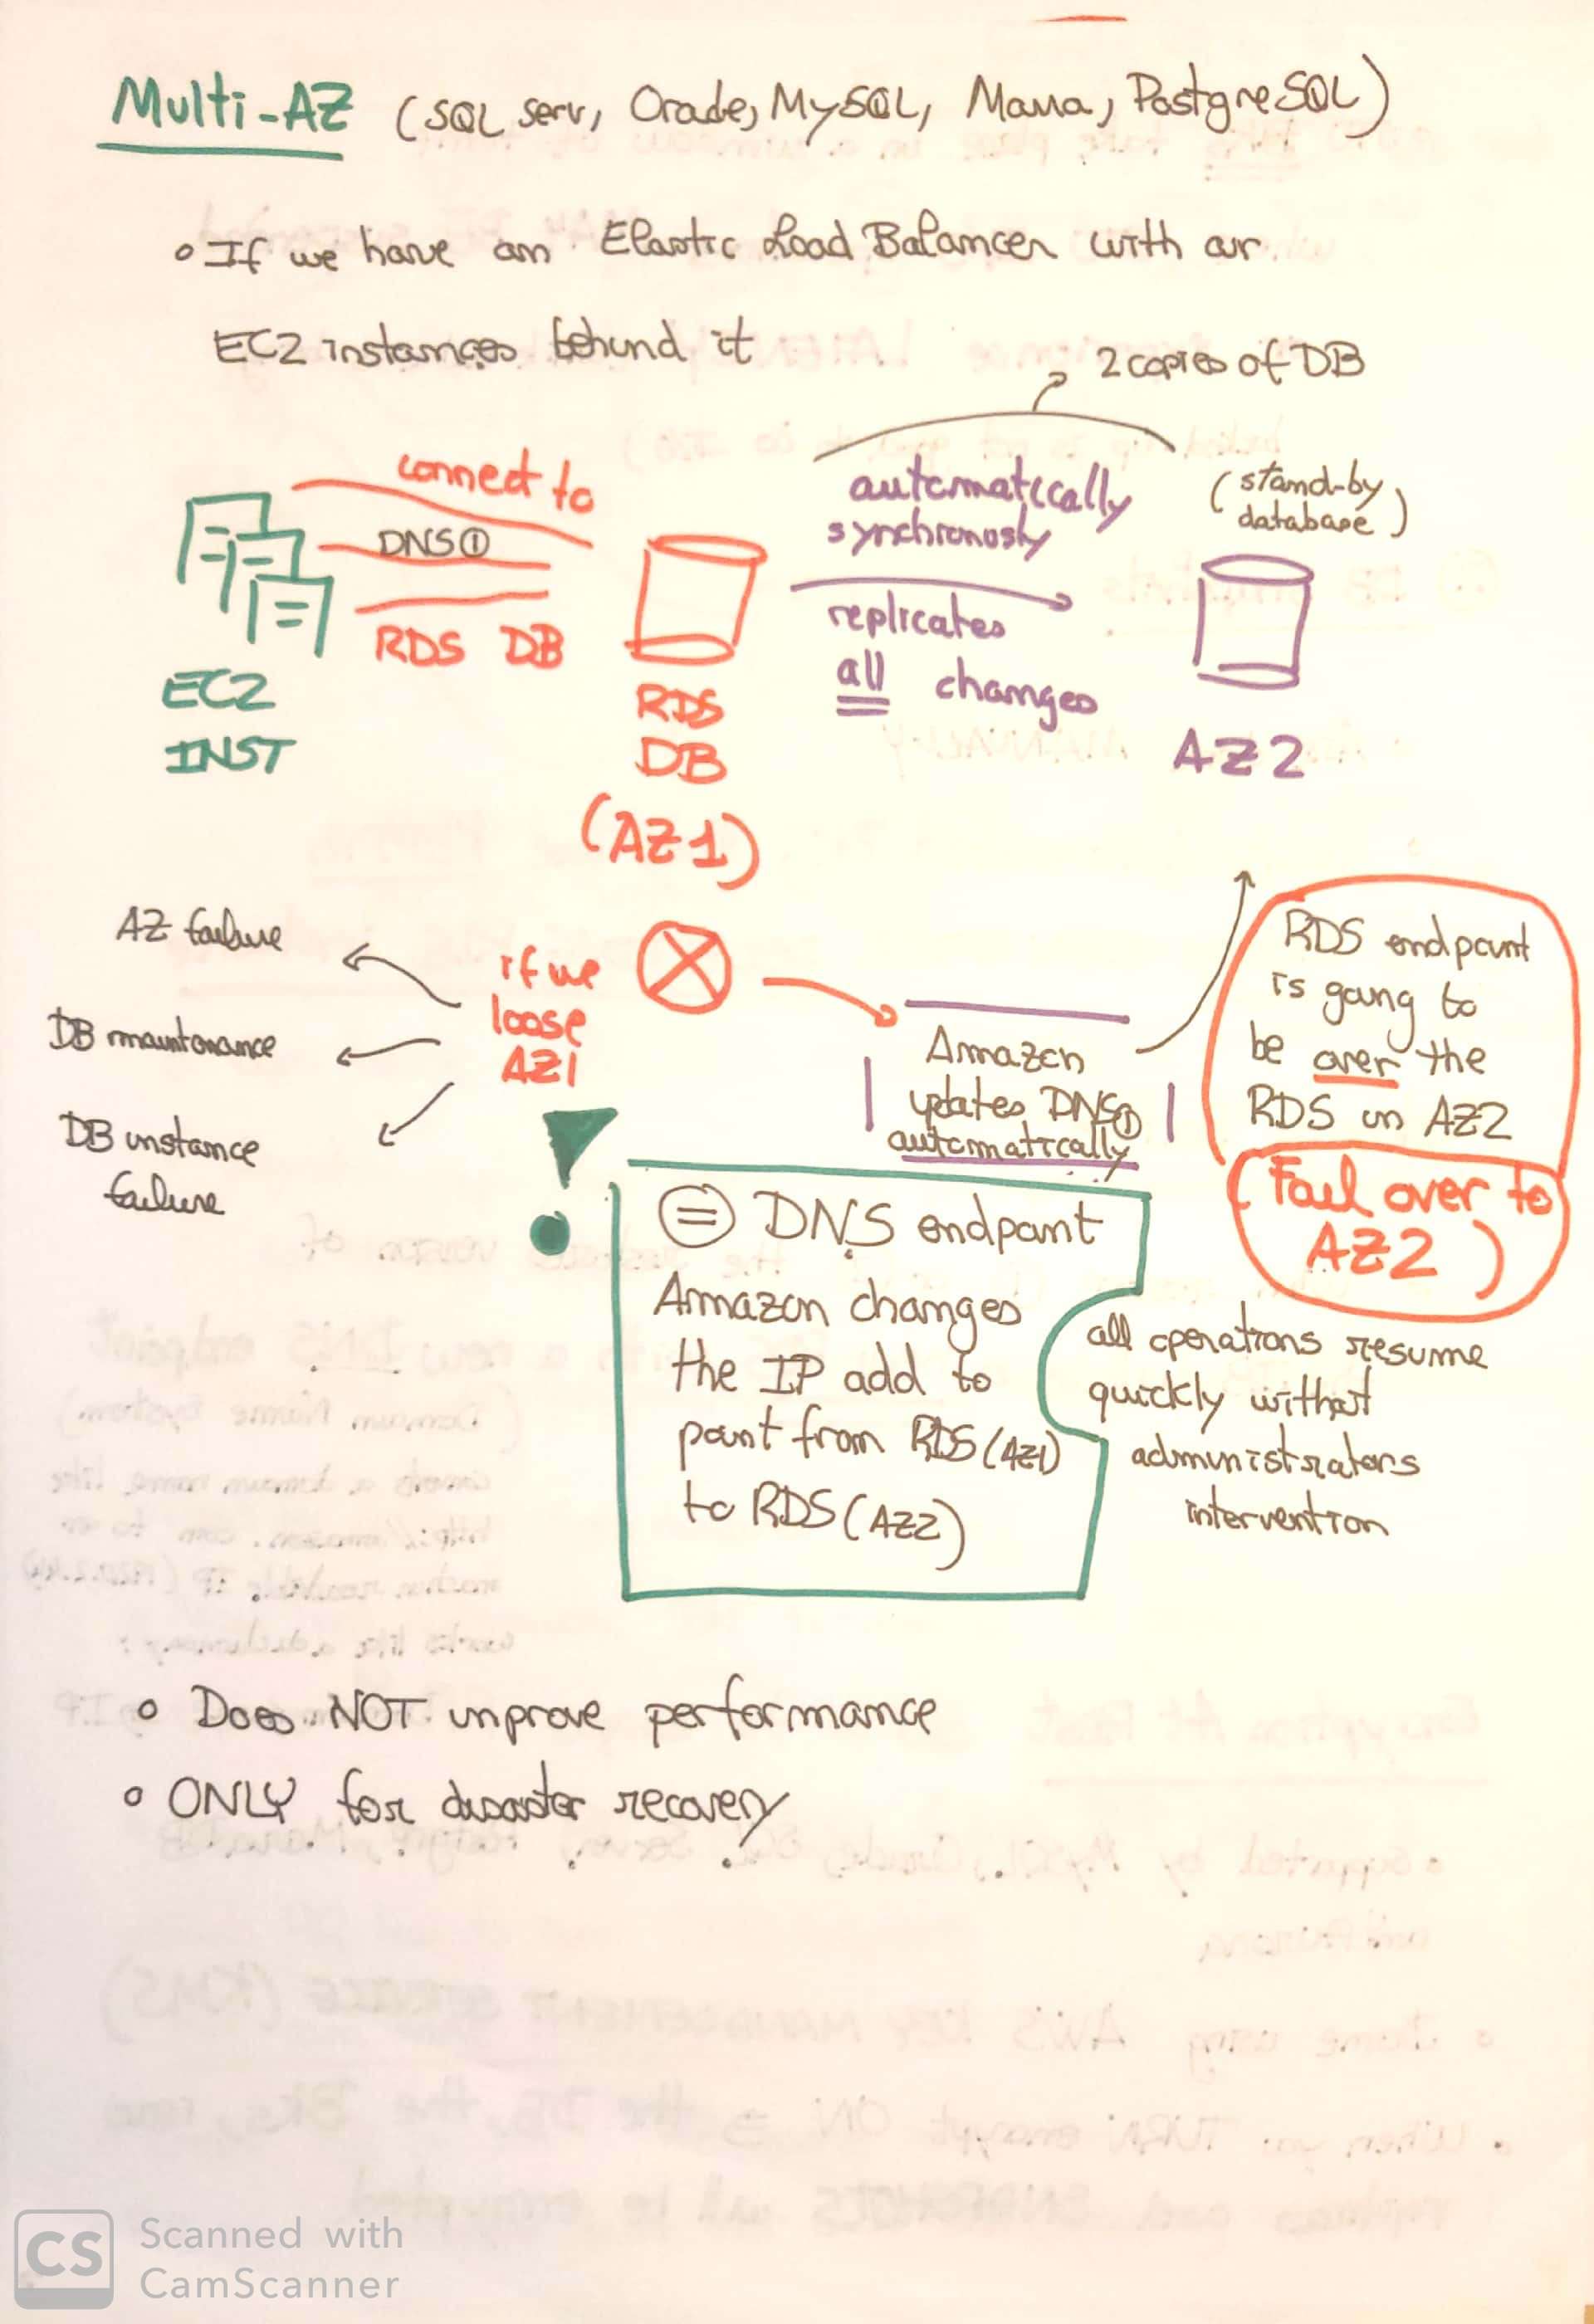 Multi-AZ (SQL serv, Oracle, MySQL, Maria, PostgreSQL)
• If we have an Elastic Load Balancer with our
EC2 instances behind it
2 copies of DB
connect to
DNS①
RDS DB
EC2
INST
RDS
DB
(AZ1)
automatically
synchronosly
replicates
all changes
(stand-by
database)
AZ2
AZ failure
DB maintenance
DB instance
failure
if we
loose
AZ1
Amazon
updates DNS①
automatically
RDS endpoint
is going to
be over the
RDS in AZ2
(Fail over to
AZ2)
= DNS endpoint
Amazon changes
the IP add to
point from RDS (AZ1)
to RDS (AZ2)
all operations resume
quickly without
administrators
intervention
• Does NOT improve performance
• ONLY for disaster recovery
CS Scanned with
CamScanner